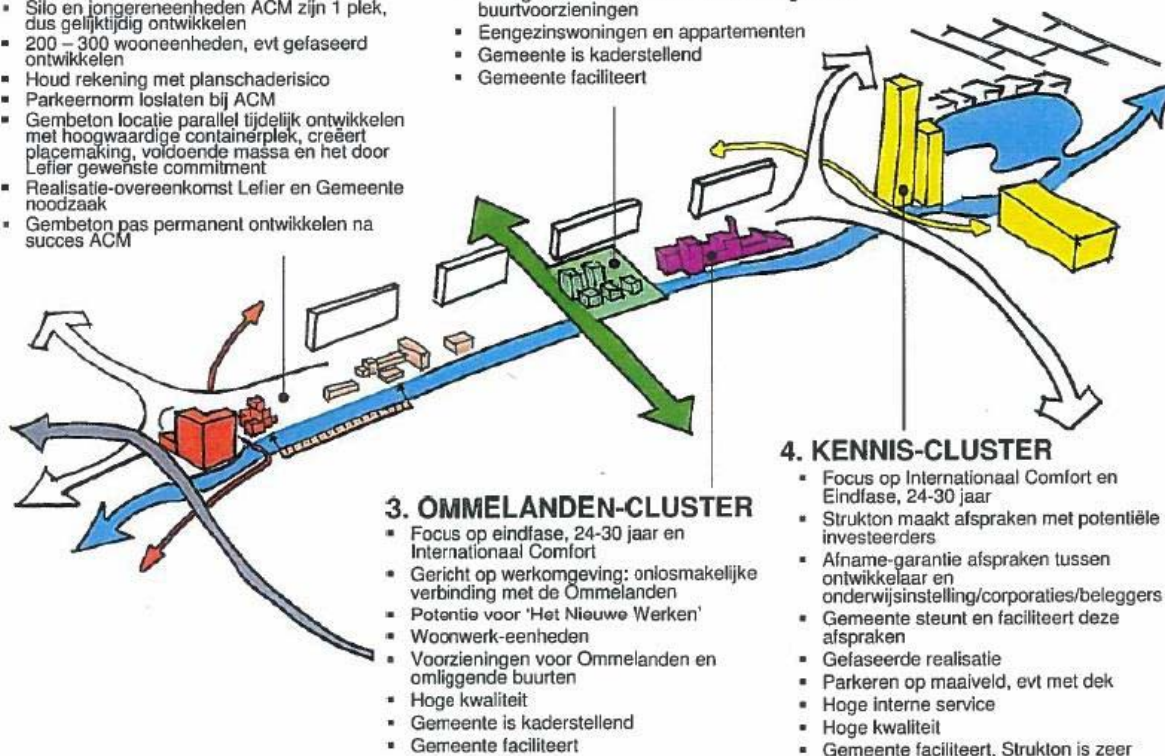 ▪ Silo en jongereneenheden ACM zijn 1 plek,
dus gelijktijdig ontwikkelen
▪ 200 – 300 wooneenheden, evt gefaseerd
ontwikkelen
▪ Houd rekening met planschaderisico
▪ Parkeernorm loslaten bij ACM
▪ Gembeton locatie parallel tijdelijk ontwikkelen
met hoogwaardige containerplek, creëert
placemaking, voldoende massa en het door
Lefier gewenste commitment
▪ Realisatie-overeenkomst Lefier en Gemeente
noodzaak
▪ Gembeton pas permanent ontwikkelen na
succes ACM
buurtvoorzieningen
▪ Eengezinswoningen en appartementen
▪ Gemeente is kaderstellend
▪ Gemeente faciliteert
3. OMMELANDEN-CLUSTER
▪ Focus op eindfase, 24-30 jaar en
Internationaal Comfort
▪ Gericht op werkomgeving: onlosmakelijke
verbinding met de Ommelanden
▪ Potentie voor 'Het Nieuwe Werken'
▪ Woonwerk-eenheden
▪ Voorzieningen voor Ommelanden en
omliggende buurten
▪ Hoge kwaliteit
▪ Gemeente is kaderstellend
▪ Gemeente faciliteert
4. KENNIS-CLUSTER
▪ Focus op Internationaal Comfort en
Eindfase, 24-30 jaar
▪ Strukton maakt afspraken met potentiële
investeerders
▪ Afname-garantie afspraken tussen
ontwikkelaar en
onderwijsinstelling/corporaties/beleggers
▪ Gemeente steunt en faciliteert deze
afspraken
▪ Gefaseerde realisatie
▪ Parkeren op maaiveld, evt met dek
▪ Hoge interne service
▪ Hoge kwaliteit
▪ Gemeente faciliteert, Strukton is zeer